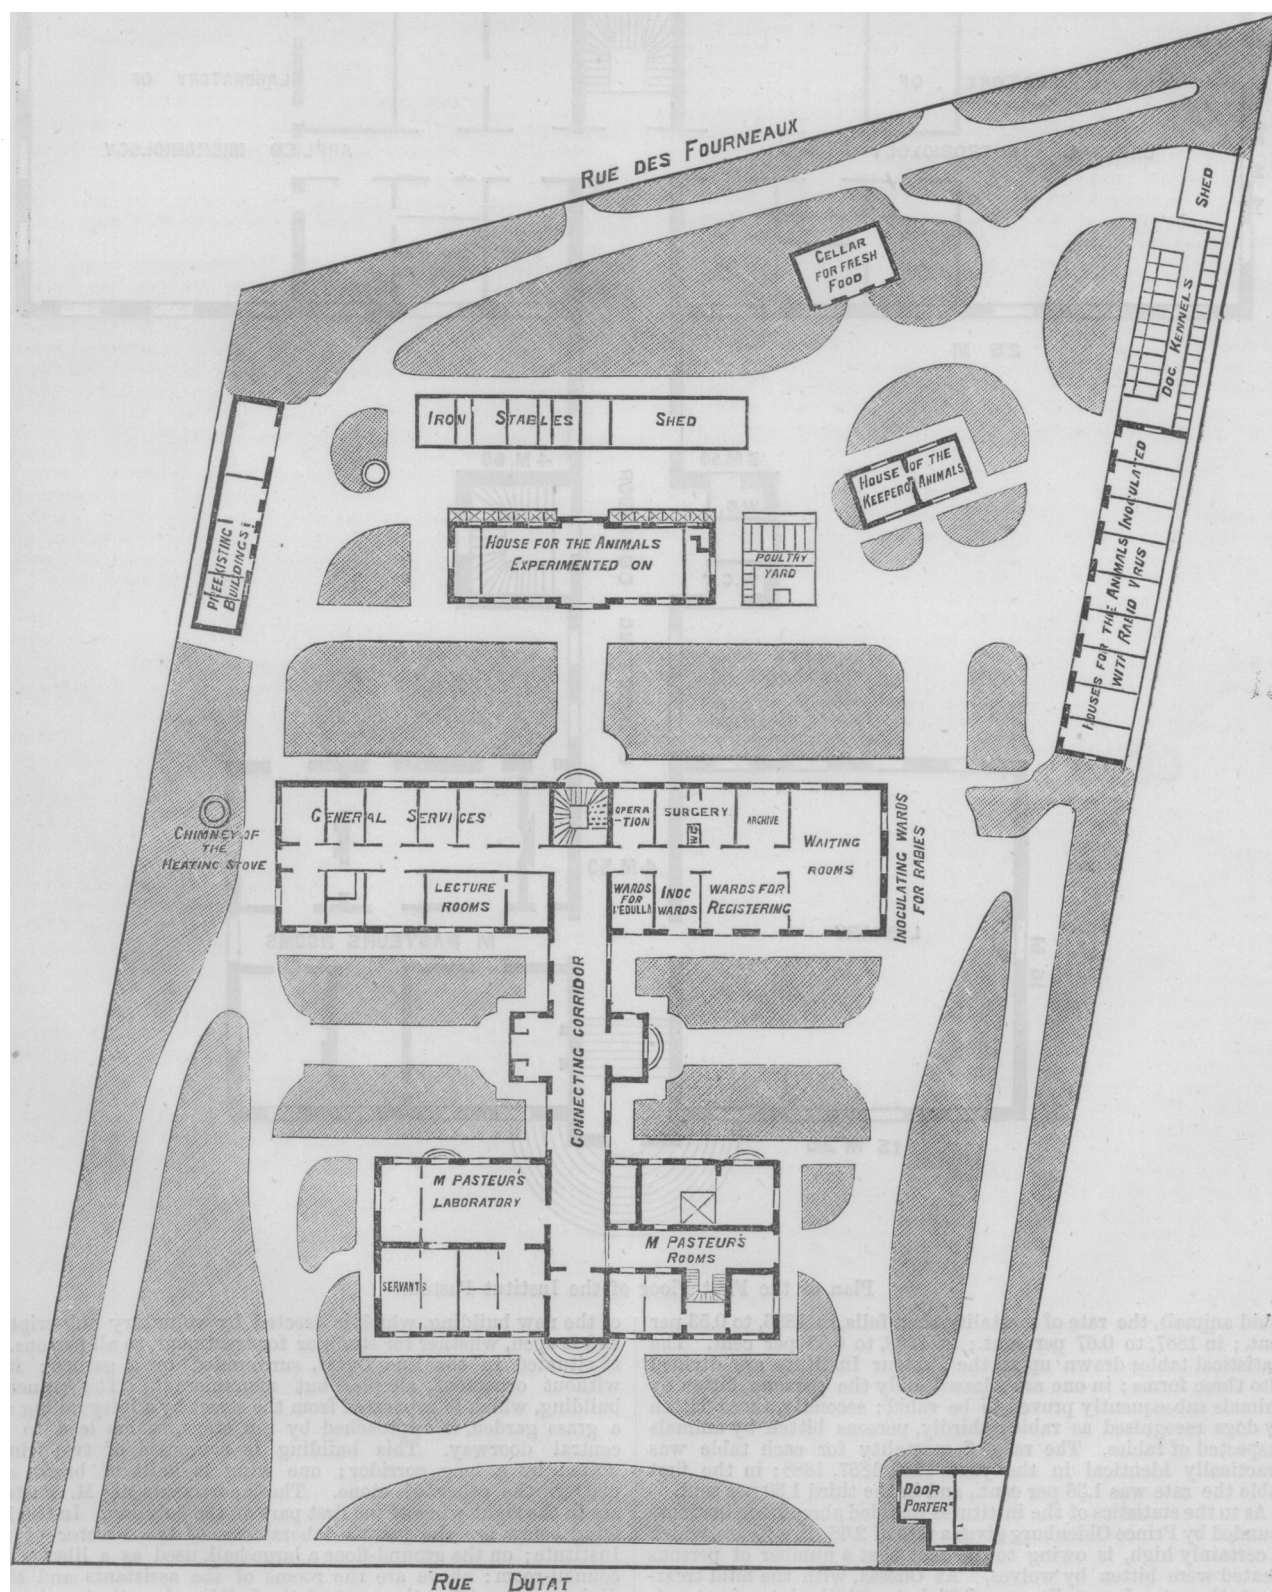 RUE DES FOURNEAUX
SHED
CELLAR
FOR FRESH
FOOD
DOG KENNELS
IRON STABLES SHED
HOUSE OF THE
KEEPER OF ANIMALS
PREEXISTING
BUILDINGS
HOUSE FOR THE ANIMALS
EXPERIMENTED ON
POULTRY
YARD
HOUSES FOR THE ANIMALS INOCULATED
WITH RABID VIRUS
CHIMNEY OF
THE
HEATING STOVE
GENERAL SERVICES
OPERA
-TION
SURGERY
WC
ARCHIVE
WAITING
ROOMS
LECTURE
ROOMS
WARDS
FOR
INOC
WARDS
WARDS FOR
REGISTERING
INOCULATING WARDS
FOR RABIES
CONNECTING CORRIDOR
M PASTEUR'S
LABORATORY
M PASTEUR'S
ROOMS
SERVANTS
DOOR
PORTER
RUE DUTAT